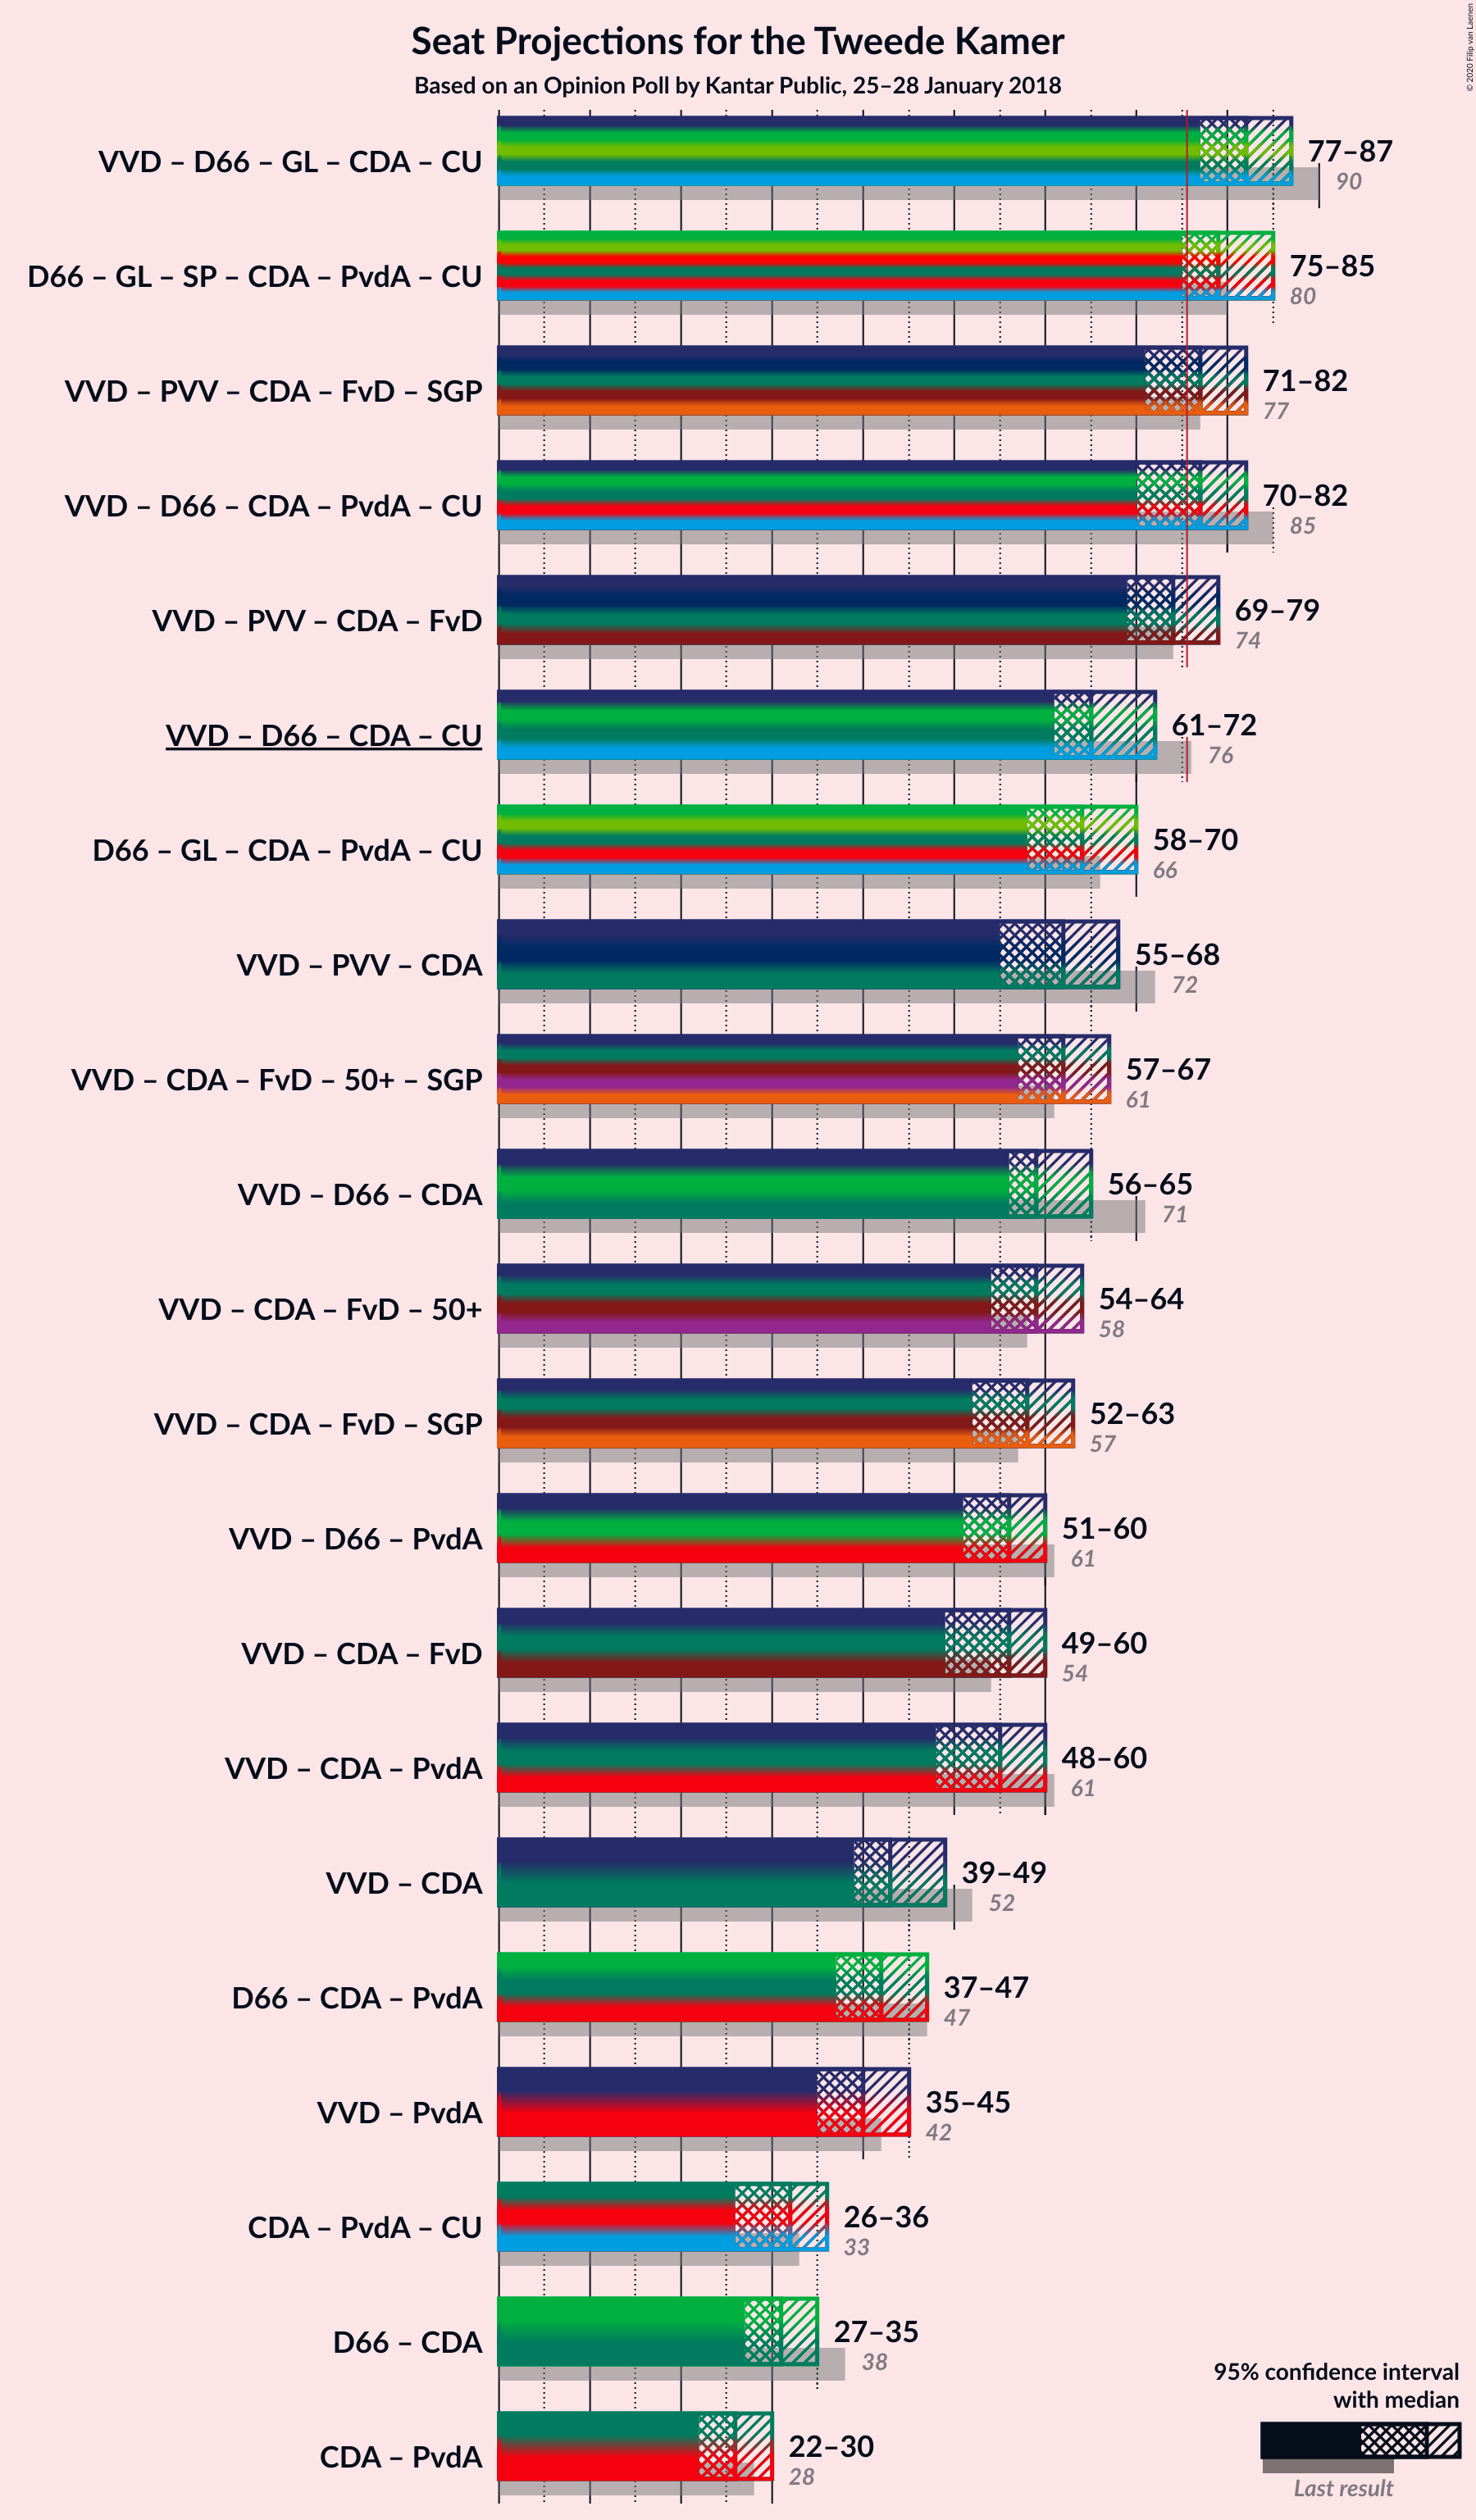 Seat Projections for the Tweede Kamer
Based on an Opinion Poll by Kantar Public, 25–28 January 2018
© 2020 Filip van Laenen
VVD – D66 – GL – CDA – CU
77–87
90
D66 – GL – SP – CDA – PvdA – CU
75–85
80
VVD – PVV – CDA – FvD – SGP
71–82
77
VVD – D66 – CDA – PvdA – CU
70–82
85
VVD – PVV – CDA – FvD
69–79
74
VVD – D66 – CDA – CU
61–72
76
D66 – GL – CDA – PvdA – CU
58–70
66
VVD – PVV – CDA
55–68
72
VVD – CDA – FvD – 50+ – SGP
57–67
61
VVD – D66 – CDA
56–65
71
VVD – CDA – FvD – 50+
54–64
58
VVD – CDA – FvD – SGP
52–63
57
VVD – D66 – PvdA
51–60
61
VVD – CDA – FvD
49–60
54
VVD – CDA – PvdA
48–60
61
VVD – CDA
39–49
52
D66 – CDA – PvdA
37–47
47
VVD – PvdA
35–45
42
CDA – PvdA – CU
26–36
33
D66 – CDA
27–35
38
CDA – PvdA
22–30
28
95% confidence interval
with median
Last result